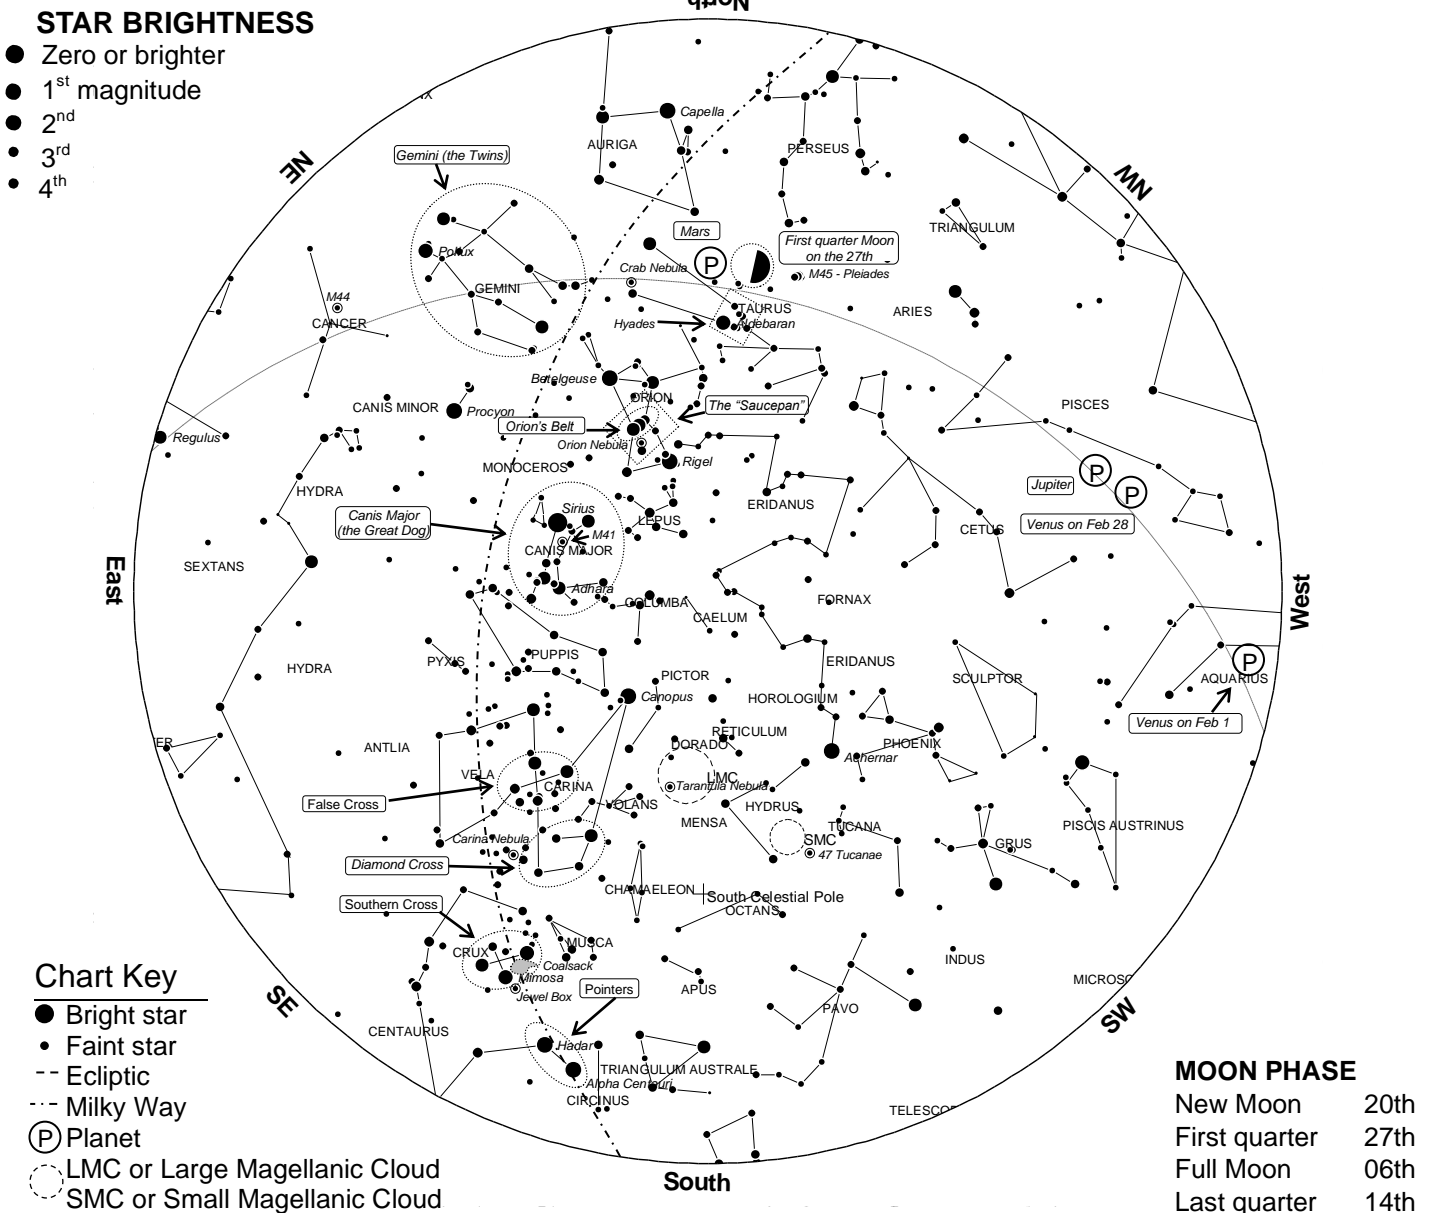 North
STAR BRIGHTNESS
Zero or brighter
1st magnitude
2nd
3rd
4th
NE
NW
Capella
AURIGA
PERSEUS
Gemini (the Twins)
TRIANGULUM
Mars
First quarter Moon
on the 27th
Pollux
Crab Nebula
P
M45 - Pleiades
GEMINI
M44
TAURUS
ARIES
CANCER
Hyades
Aldebaran
Betelgeuse
ORION
CANIS MINOR
Procyon
The “Saucepan”
PISCES
Orion's Belt
Regulus
Orion Nebula
MONOCEROS
Rigel
P
Jupiter
P
HYDRA
ERIDANUS
Sirius
Canis Major
(the Great Dog)
LEPUS
Venus on Feb 28
CETUS
M41
CANIS MAJOR
SEXTANS
East
Adhara
COLUMBA
FORNAX
CAELUM
West
PYXIS
PUPPIS
HYDRA
ERIDANUS
P
PICTOR
SCULPTOR
AQUARIUS
Canopus
HOROLOGIUM
Venus on Feb 1
RETICULUM
ER
ANTLIA
DORADO
PHOENIX
Achernar
VELA
LMC
CARINA
Tarantula Nebula
False Cross
VOLANS
HYDRUS
MENSA
TUCANA
PISCIS AUSTRINUS
Carina Nebula
SMC
GRUS
47 Tucanae
Diamond Cross
CHAMAELEON
South Celestial Pole
Southern Cross
OCTANS
MUSCA
CRUX
INDUS
Coalsack
Mimosa
Chart Key
MICROSC
Jewel Box
Pointers
APUS
SE
PAVO
SW
Bright star
CENTAURUS
Hadar
Faint star
TRIANGULUM AUSTRALE
Alpha Centauri
MOON PHASE
Ecliptic
CIRCINUS
TELESCOP
New Moon 20th
Milky Way
First quarter 27th
P Planet
LMC or Large Magellanic Cloud
South
Full Moon 06th
SMC or Small Magellanic Cloud
Last quarter 14th